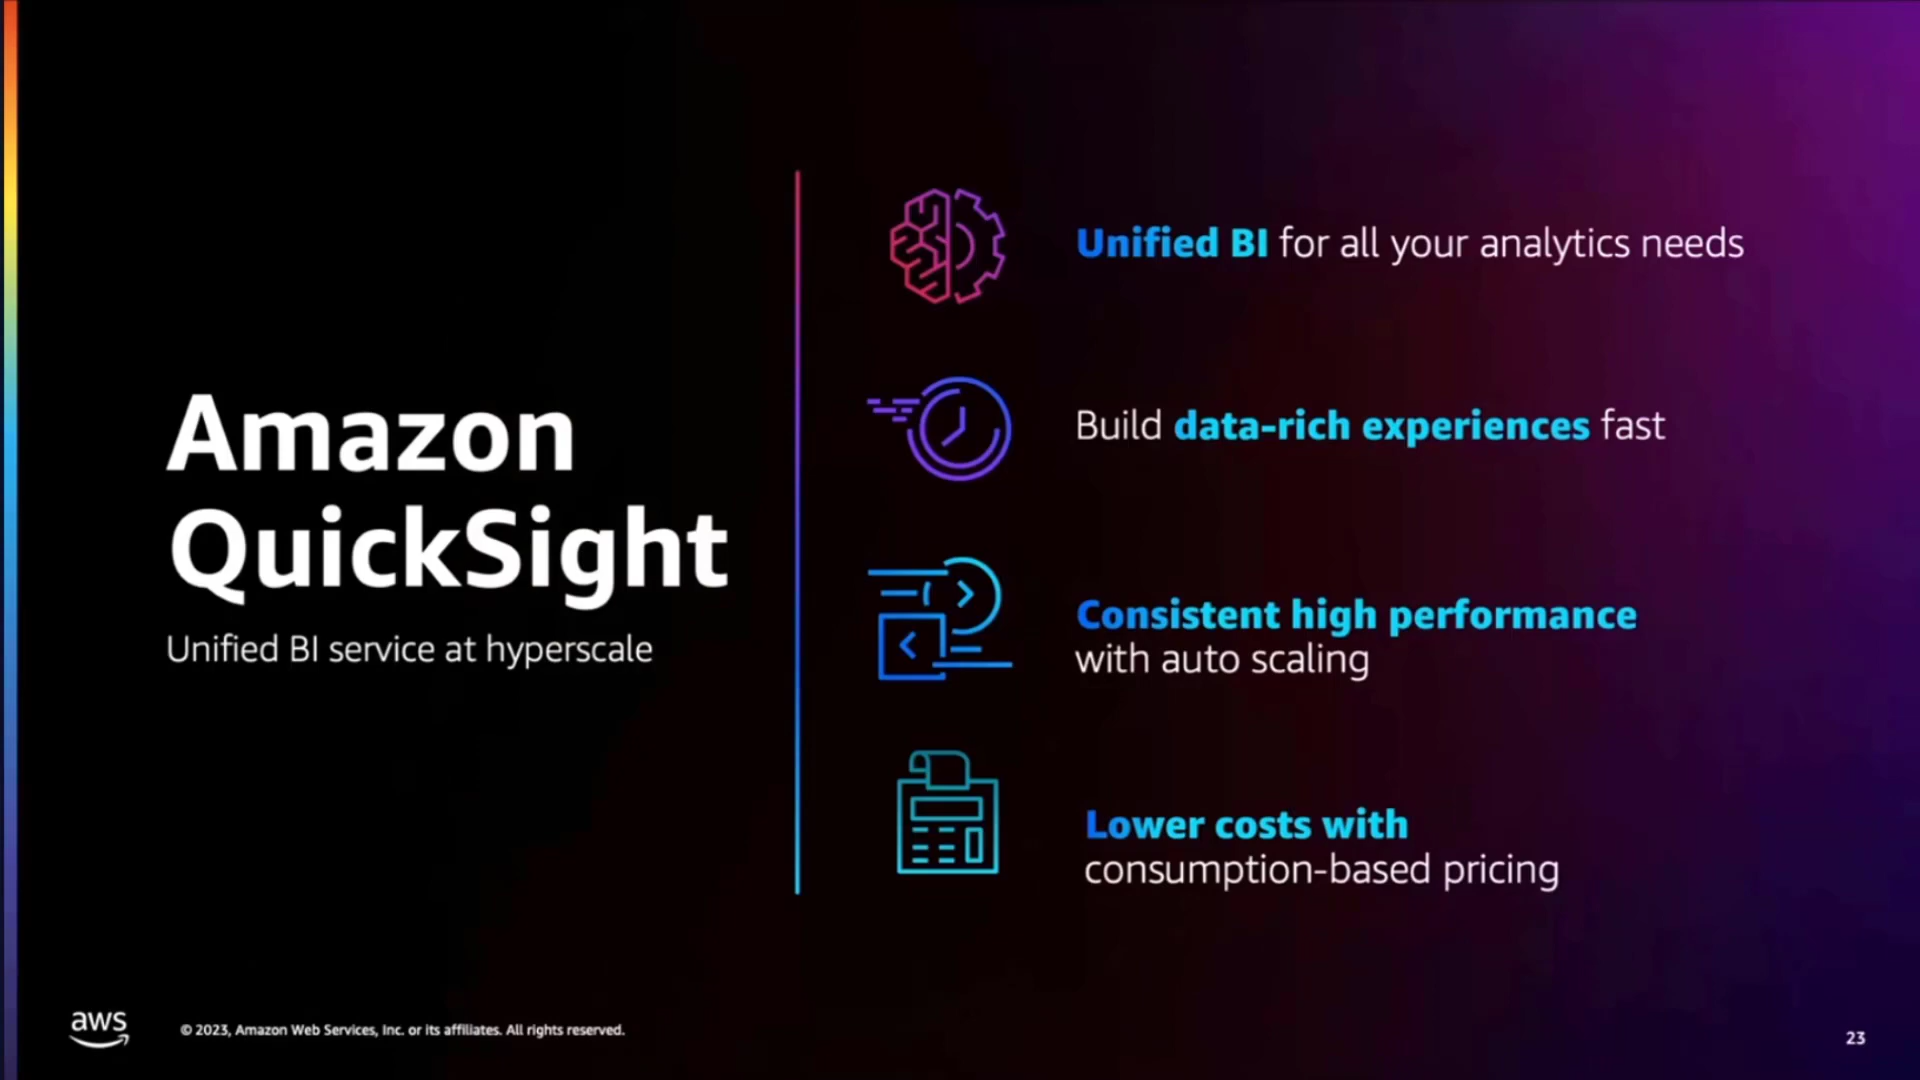 Amazon
QuickSight
Unified BI service at hyperscale
Unified BI for all your analytics needs
Build data-rich experiences fast
Consistent high performance
with auto scaling
Lower costs with
consumption-based pricing
aws
© 2023, Amazon Web Services, Inc. or its affiliates. All rights reserved.
23